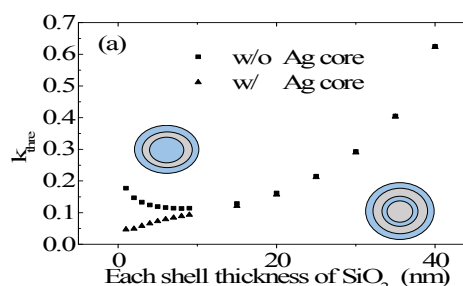 (a)
w/o Ag core
w/ Ag core
k_thre
0.7
0.6
0.5
0.4
0.3
0.2
0.1
0.0
0 20 40
Each shell thickness of SiO₂ (nm)